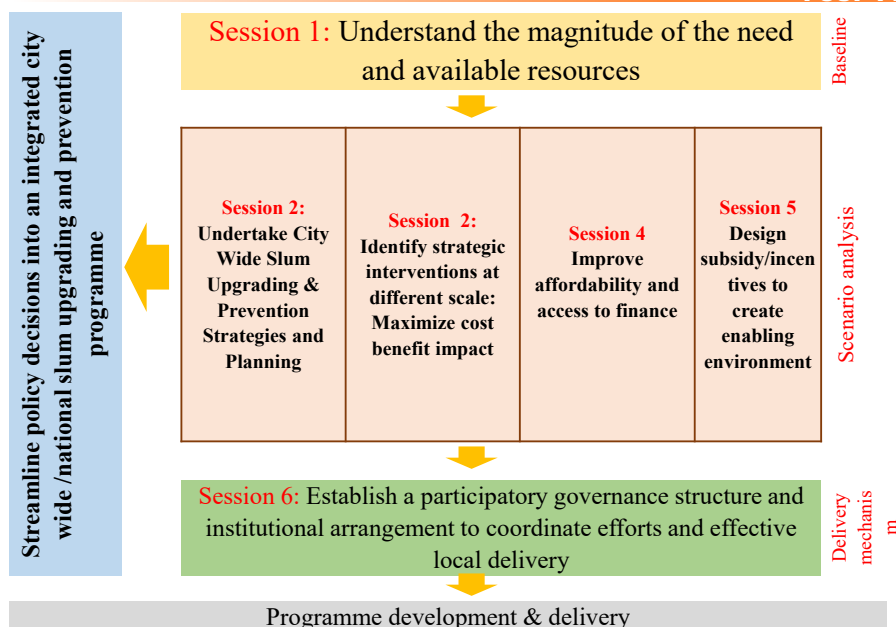 Streamline policy decisions into an integrated city
wide /national slum upgrading and prevention
programme
Session 1: Understand the magnitude of the need
and available resources
Baseline
Session 2:
Undertake City
Wide Slum
Upgrading &
Prevention
Strategies and
Planning
Session  2:
Identify strategic
interventions at
different scale:
Maximize cost
benefit impact
Session 4
Improve
affordability and
access to finance
Session 5
Design
subsidy/incen
tives to
create
enabling
environment
Scenario analysis
Session 6: Establish a participatory governance structure and
institutional arrangement to coordinate efforts and effective
local delivery
Delivery
mechanis
m
Programme development & delivery